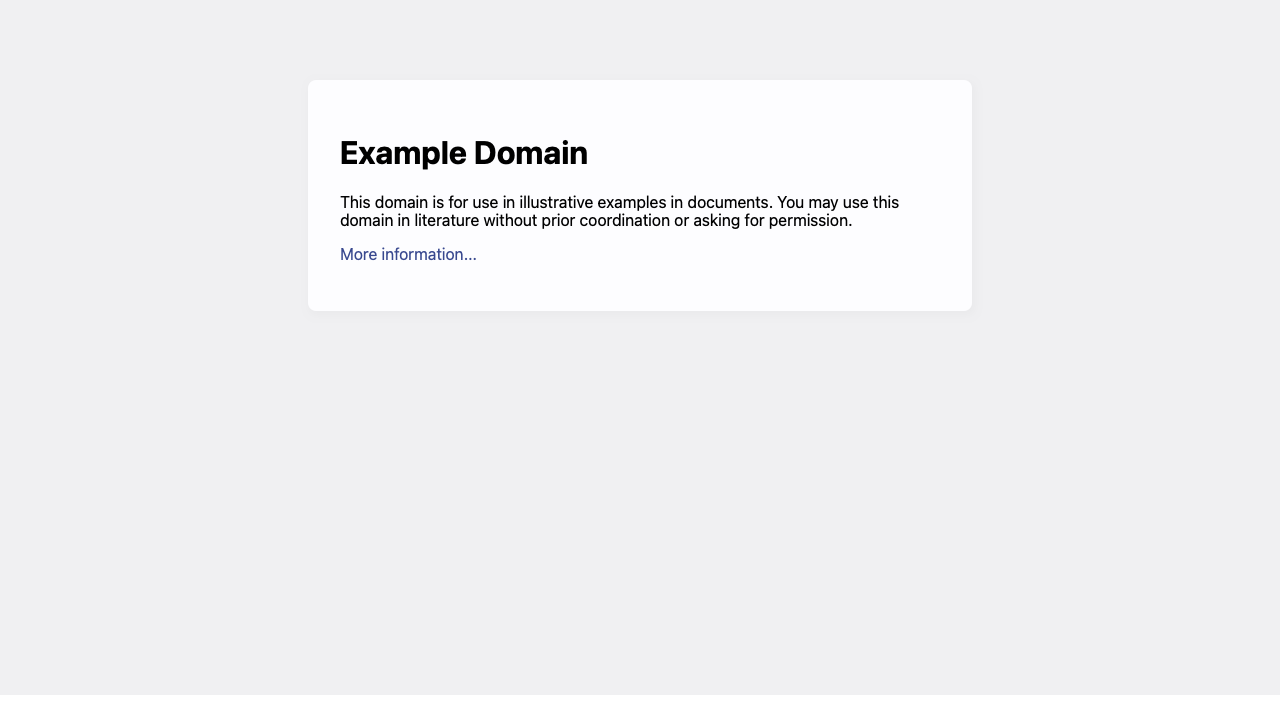 Example Domain
This domain is for use in illustrative examples in documents. You may use this
domain in literature without prior coordination or asking for permission.
More information...